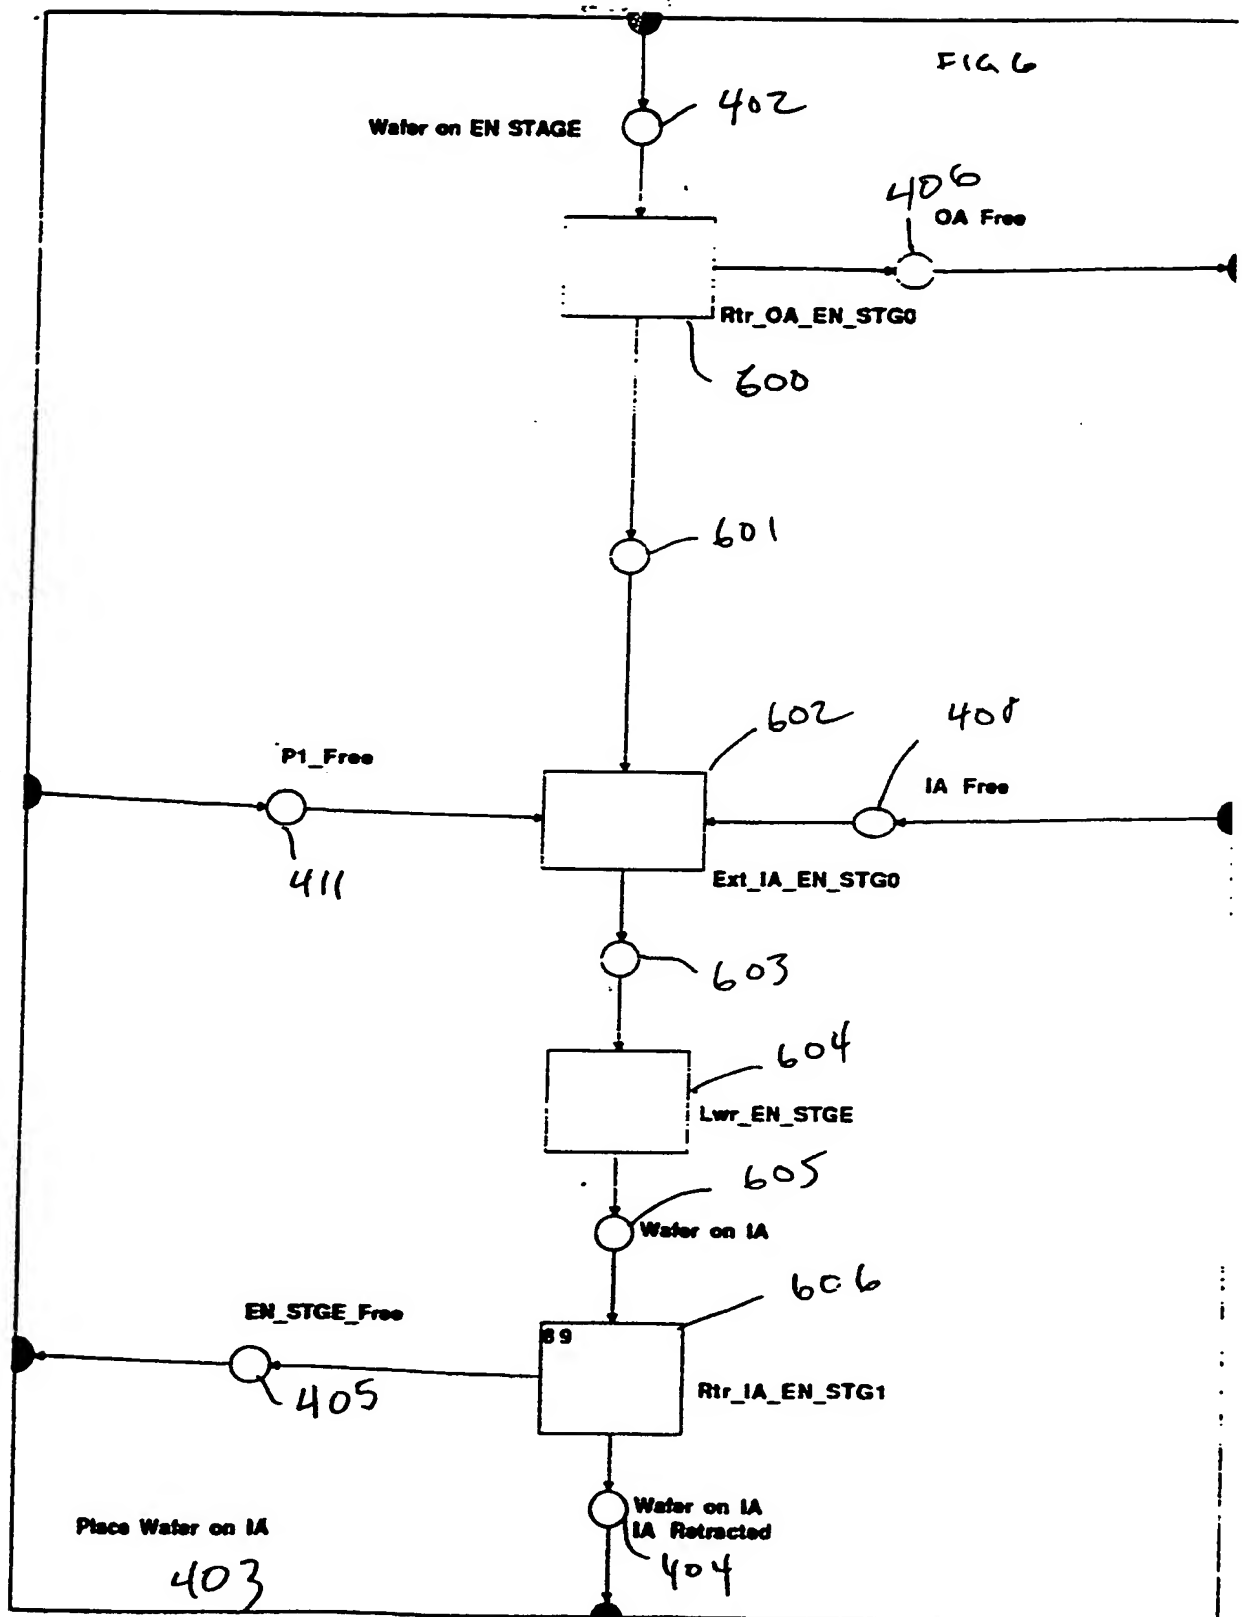 FIG 6
402
Wafer on EN STAGE
406
OA Free
Rtr_OA_EN_STG0
600
601
602
408
P1_Free
IA Free
411
Ext_IA_EN_STG0
603
604
Lwr_EN_STGE
605
Wafer on IA
606
EN_STGE_Free
89
405
Rtr_IA_EN_STG1
Wafer on IA
IA Retracted
Place Wafer on IA
404
403